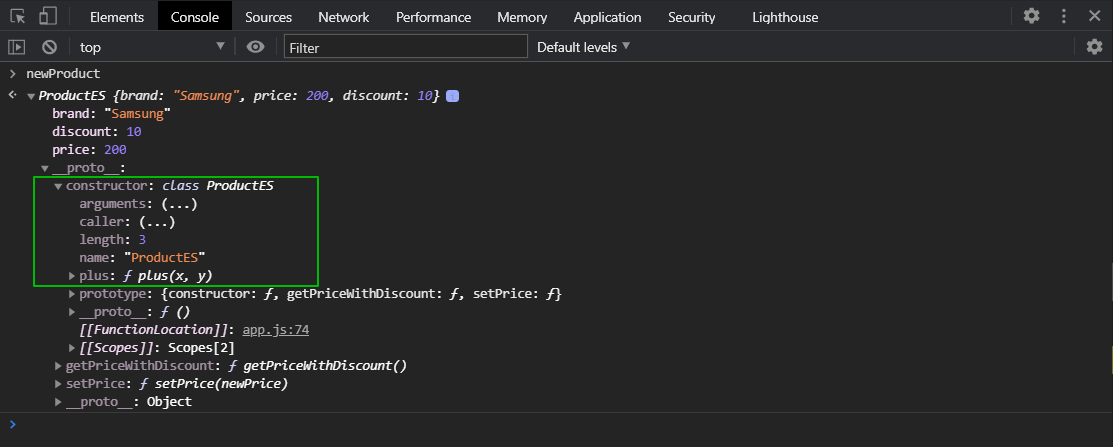 Elements Console Sources Network Performance Memory Application Security Lighthouse
top Filter Default levels
newProduct
ProductES {brand: "Samsung", price: 200, discount: 10} i
brand: "Samsung"
discount: 10
price: 200
__proto__:
constructor: class ProductES
arguments: (...)
caller: (...)
length: 3
name: "ProductES"
plus: ƒ plus(x, y)
prototype: {constructor: ƒ, getPriceWithDiscount: ƒ, setPrice: ƒ}
__proto__: ƒ ()
[[FunctionLocation]]: app.js:74
[[Scopes]]: Scopes[2]
getPriceWithDiscount: ƒ getPriceWithDiscount()
setPrice: ƒ setPrice(newPrice)
__proto__: Object